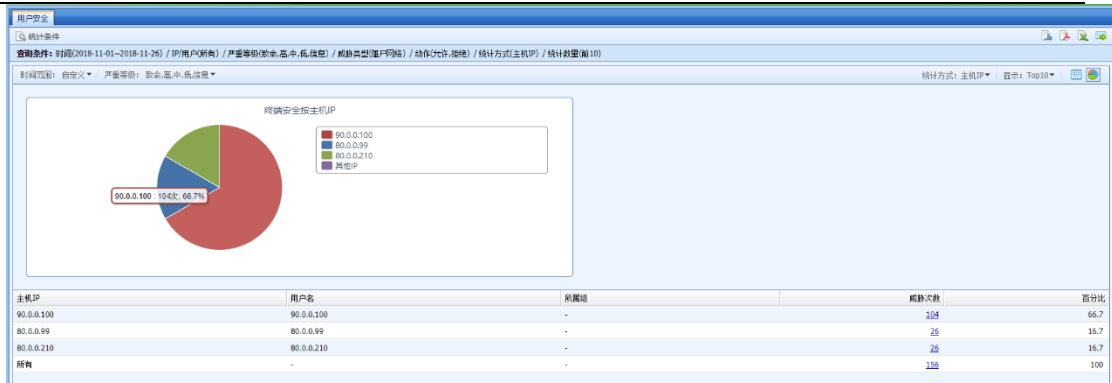 用户安全
统计条件
查询条件: 时间(2018-11-01~2018-11-26) / IP/用户(所有) / 严重等级(致命,高,中,低,信息) / 威胁类型(僵尸网络) / 动作(允许,拒绝) / 统计方式(主机IP) / 统计数量(前10)
时间范围: 自定义 严重等级: 致命,高,中,低,信息 统计方式: 主机IP 显示: Top10
终端安全按主机IP
90.0.0.100
80.0.0.99
80.0.0.210
其他IP
90.0.0.100 : 104次, 66.7%
主机IP 用户名 所属组 威胁次数 百分比
90.0.0.100 90.0.0.100 - 104 66.7
80.0.0.99 80.0.0.99 - 26 16.7
80.0.0.210 80.0.0.210 - 26 16.7
所有 - - 156 100